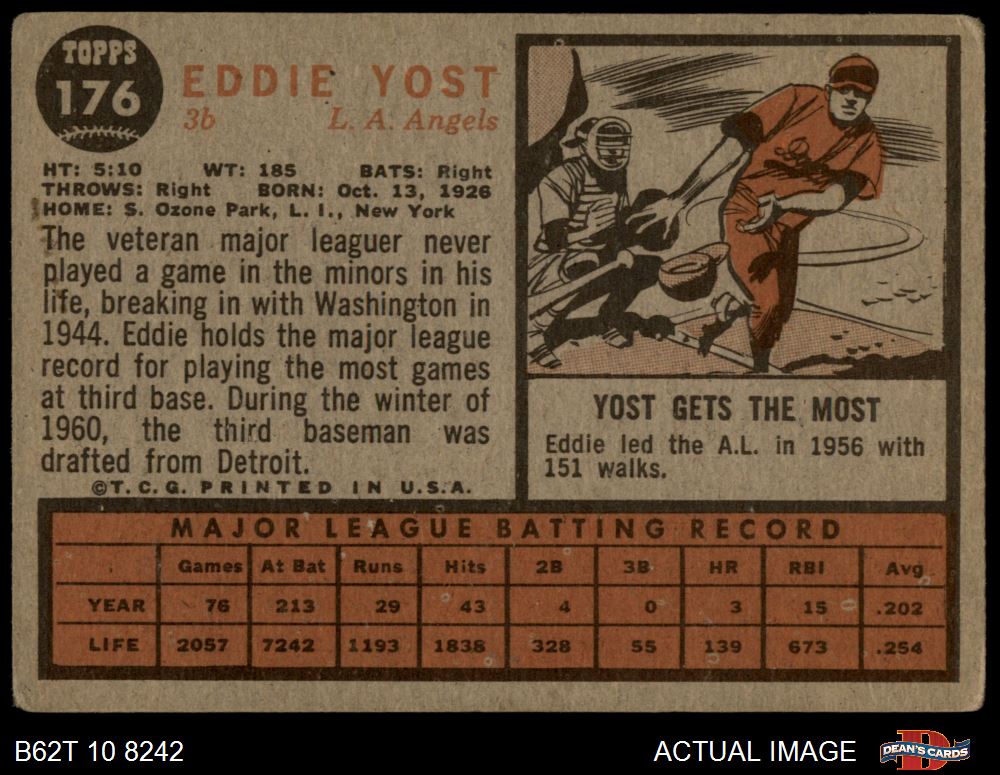 TOPPS
176
EDDIE YOST
3b L. A. Angels
HT: 5:10 WT: 185 BATS: Right
THROWS: Right BORN: Oct. 13, 1926
HOME: S. Ozone Park, L. I., New York
The veteran major leaguer never
played a game in the minors in his
life, breaking in with Washington in
1944. Eddie holds the major league
record for playing the most games
at third base. During the winter of
1960, the third baseman was
drafted from Detroit.
©T. C. G. PRINTED IN U.S.A.
YOST GETS THE MOST
Eddie led the A.L. in 1956 with
151 walks.
MAJOR LEAGUE BATTING RECORD
Games At Bat Runs Hits 2B 3B HR RBI Avg.
YEAR 76 213 29 43 4 0 3 15 .202
LIFE 2057 7242 1193 1838 328 55 139 673 .254
B62T 10 8242
ACTUAL IMAGE
D
DEAN'S CARDS